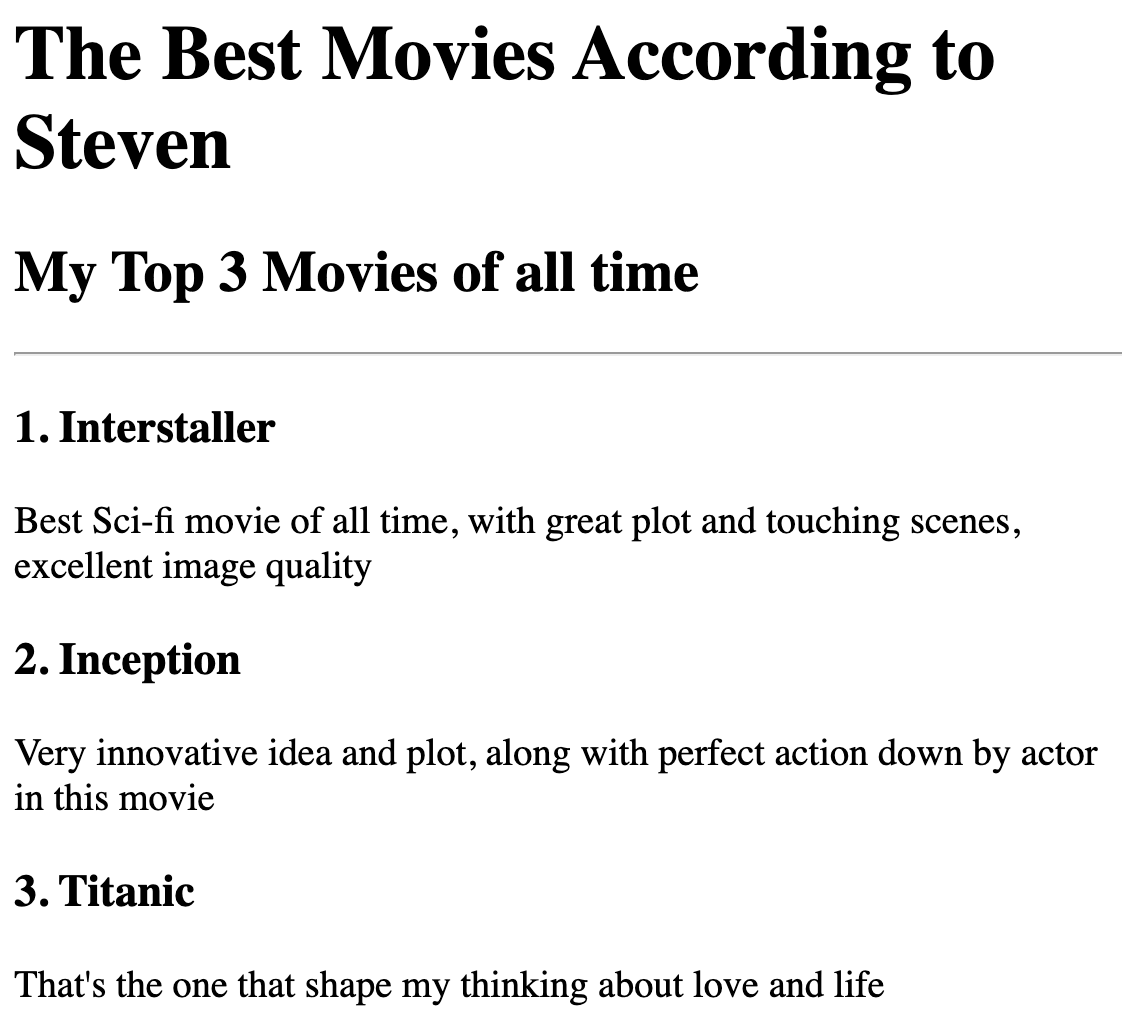 The Best Movies According to
Steven
My Top 3 Movies of all time
1. Interstaller
Best Sci-fi movie of all time, with great plot and touching scenes,
excellent image quality
2. Inception
Very innovative idea and plot, along with perfect action down by actor
in this movie
3. Titanic
That's the one that shape my thinking about love and life